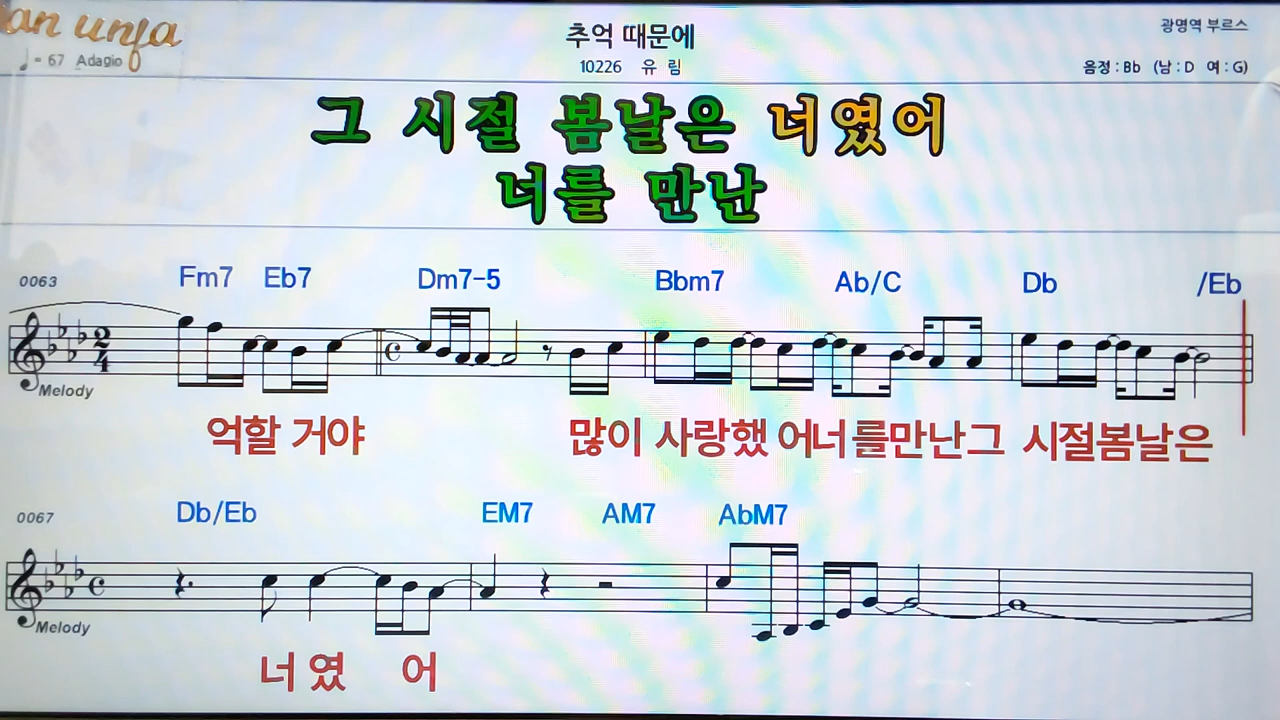 an unfa
추억 때문에
광명역 부르스
♩= 67 Adagio
10226 유 림
음정 : Bb (남 : D 여 : G)
그 시절 봄날은 너였어
너를 만난
0063 Fm7 Eb7 Dm7-5 Bbm7 Ab/C Db /Eb
2
4
Melody
억할 거야 많이 사랑했 어너를만난그 시절봄날은
0067 Db/Eb EM7 AM7 AbM7
Melody
너 였 어